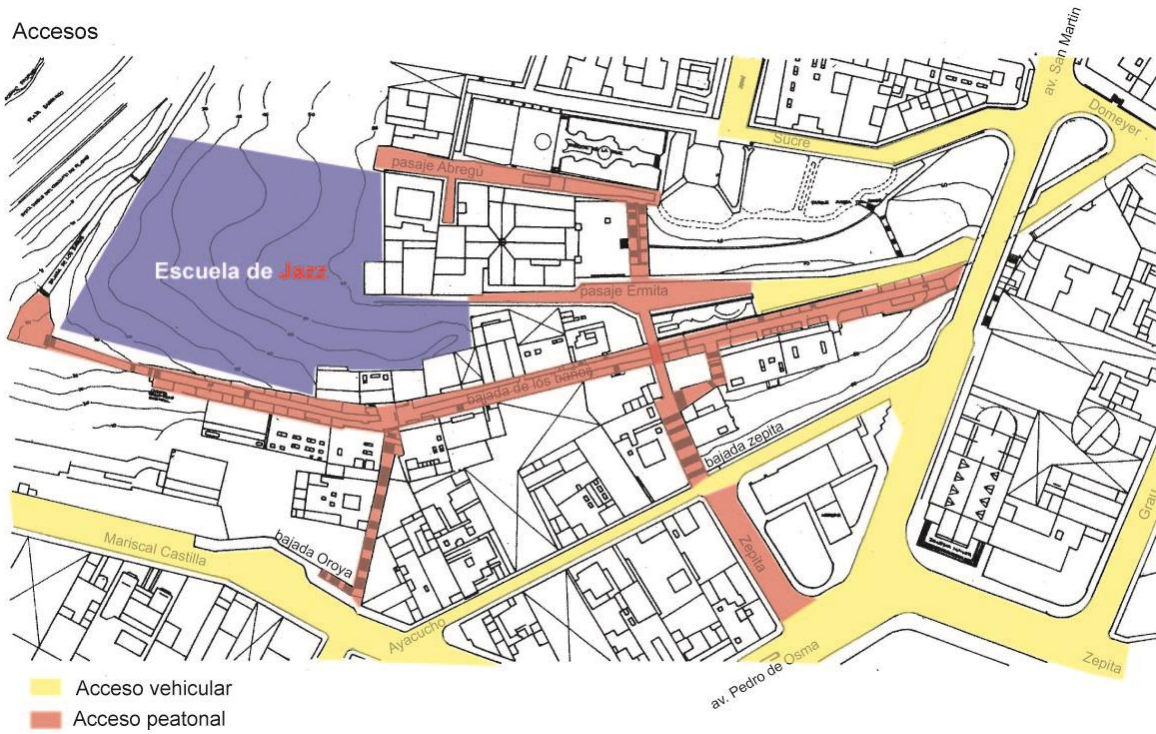 Accesos
av. San Martin
Domeyer
Sucre
pasaje Abregú
Escuela de Jazz
pasaje Ermita
bajada de los baños
bajada zepita
Grau
Mariscal Castilla
bajada Oroya
Zepita
Ayacucho
Zepita
av. Pedro de Osma
Acceso vehicular
Acceso peatonal